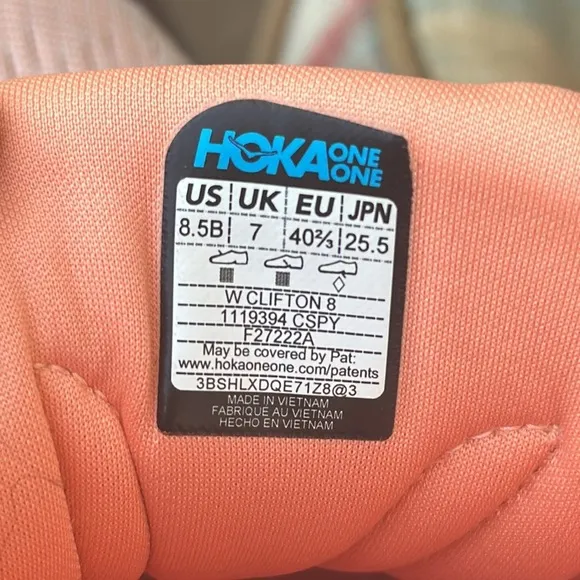 HOKA ONE ONE
US UK EU JPN
8.5B 7 40⅔ 25.5
W CLIFTON 8
1119394 CSPY
F27222A
May be covered by Pat:
www.hokaoneone.com/patents
3BSHLXDQE71Z8@3
MADE IN VIETNAM
FABRIQUE AU VIETNAM
HECHO EN VIETNAM